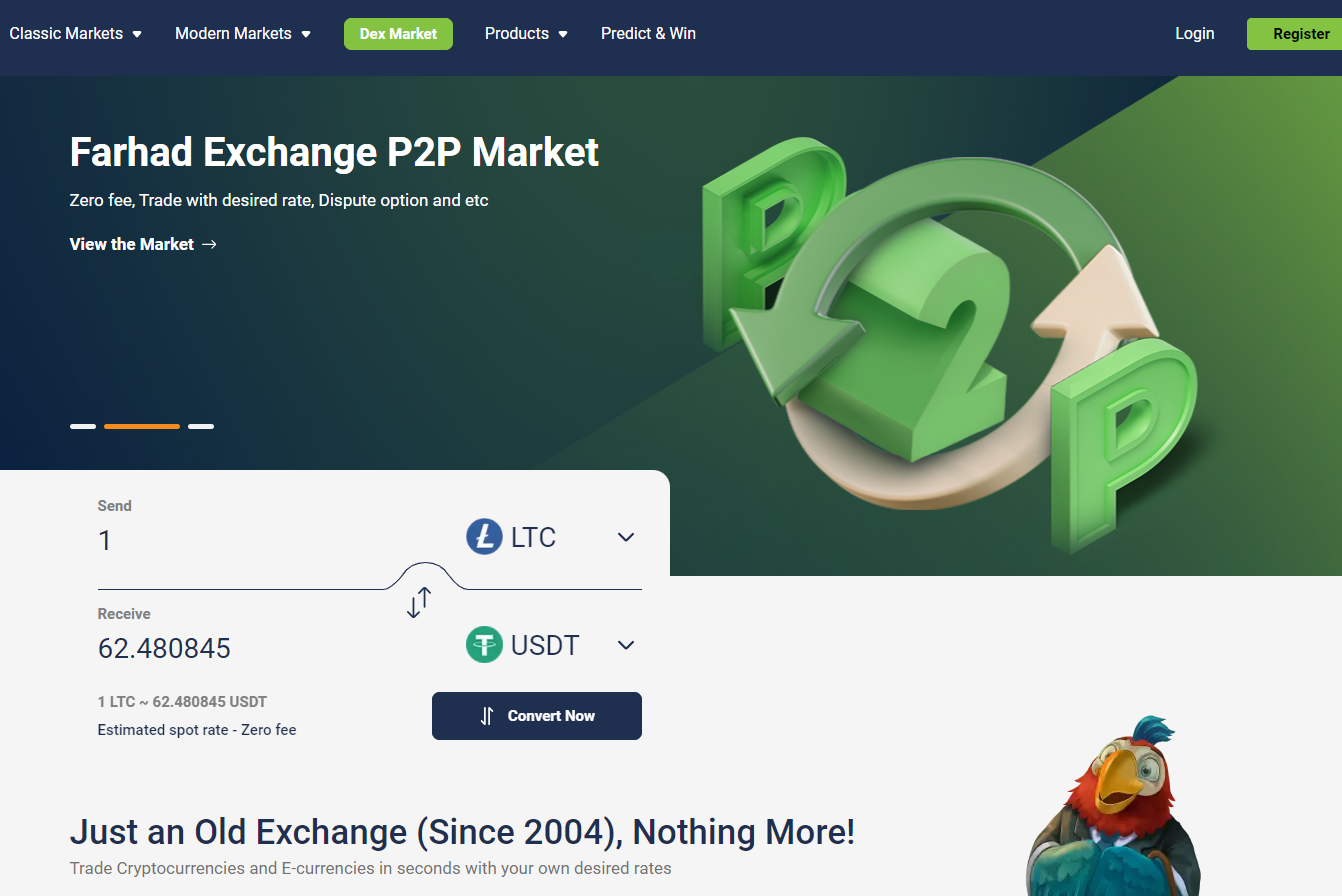 Classic Markets
Modern Markets
Dex Market
Products
Predict & Win
Login
Register
Farhad Exchange P2P Market
Zero fee, Trade with desired rate, Dispute option and etc
View the Market →
P2P
Send
1
LTC
Receive
62.480845
USDT
1 LTC ~ 62.480845 USDT
Estimated spot rate - Zero fee
Convert Now
Just an Old Exchange (Since 2004), Nothing More!
Trade Cryptocurrencies and E-currencies in seconds with your own desired rates